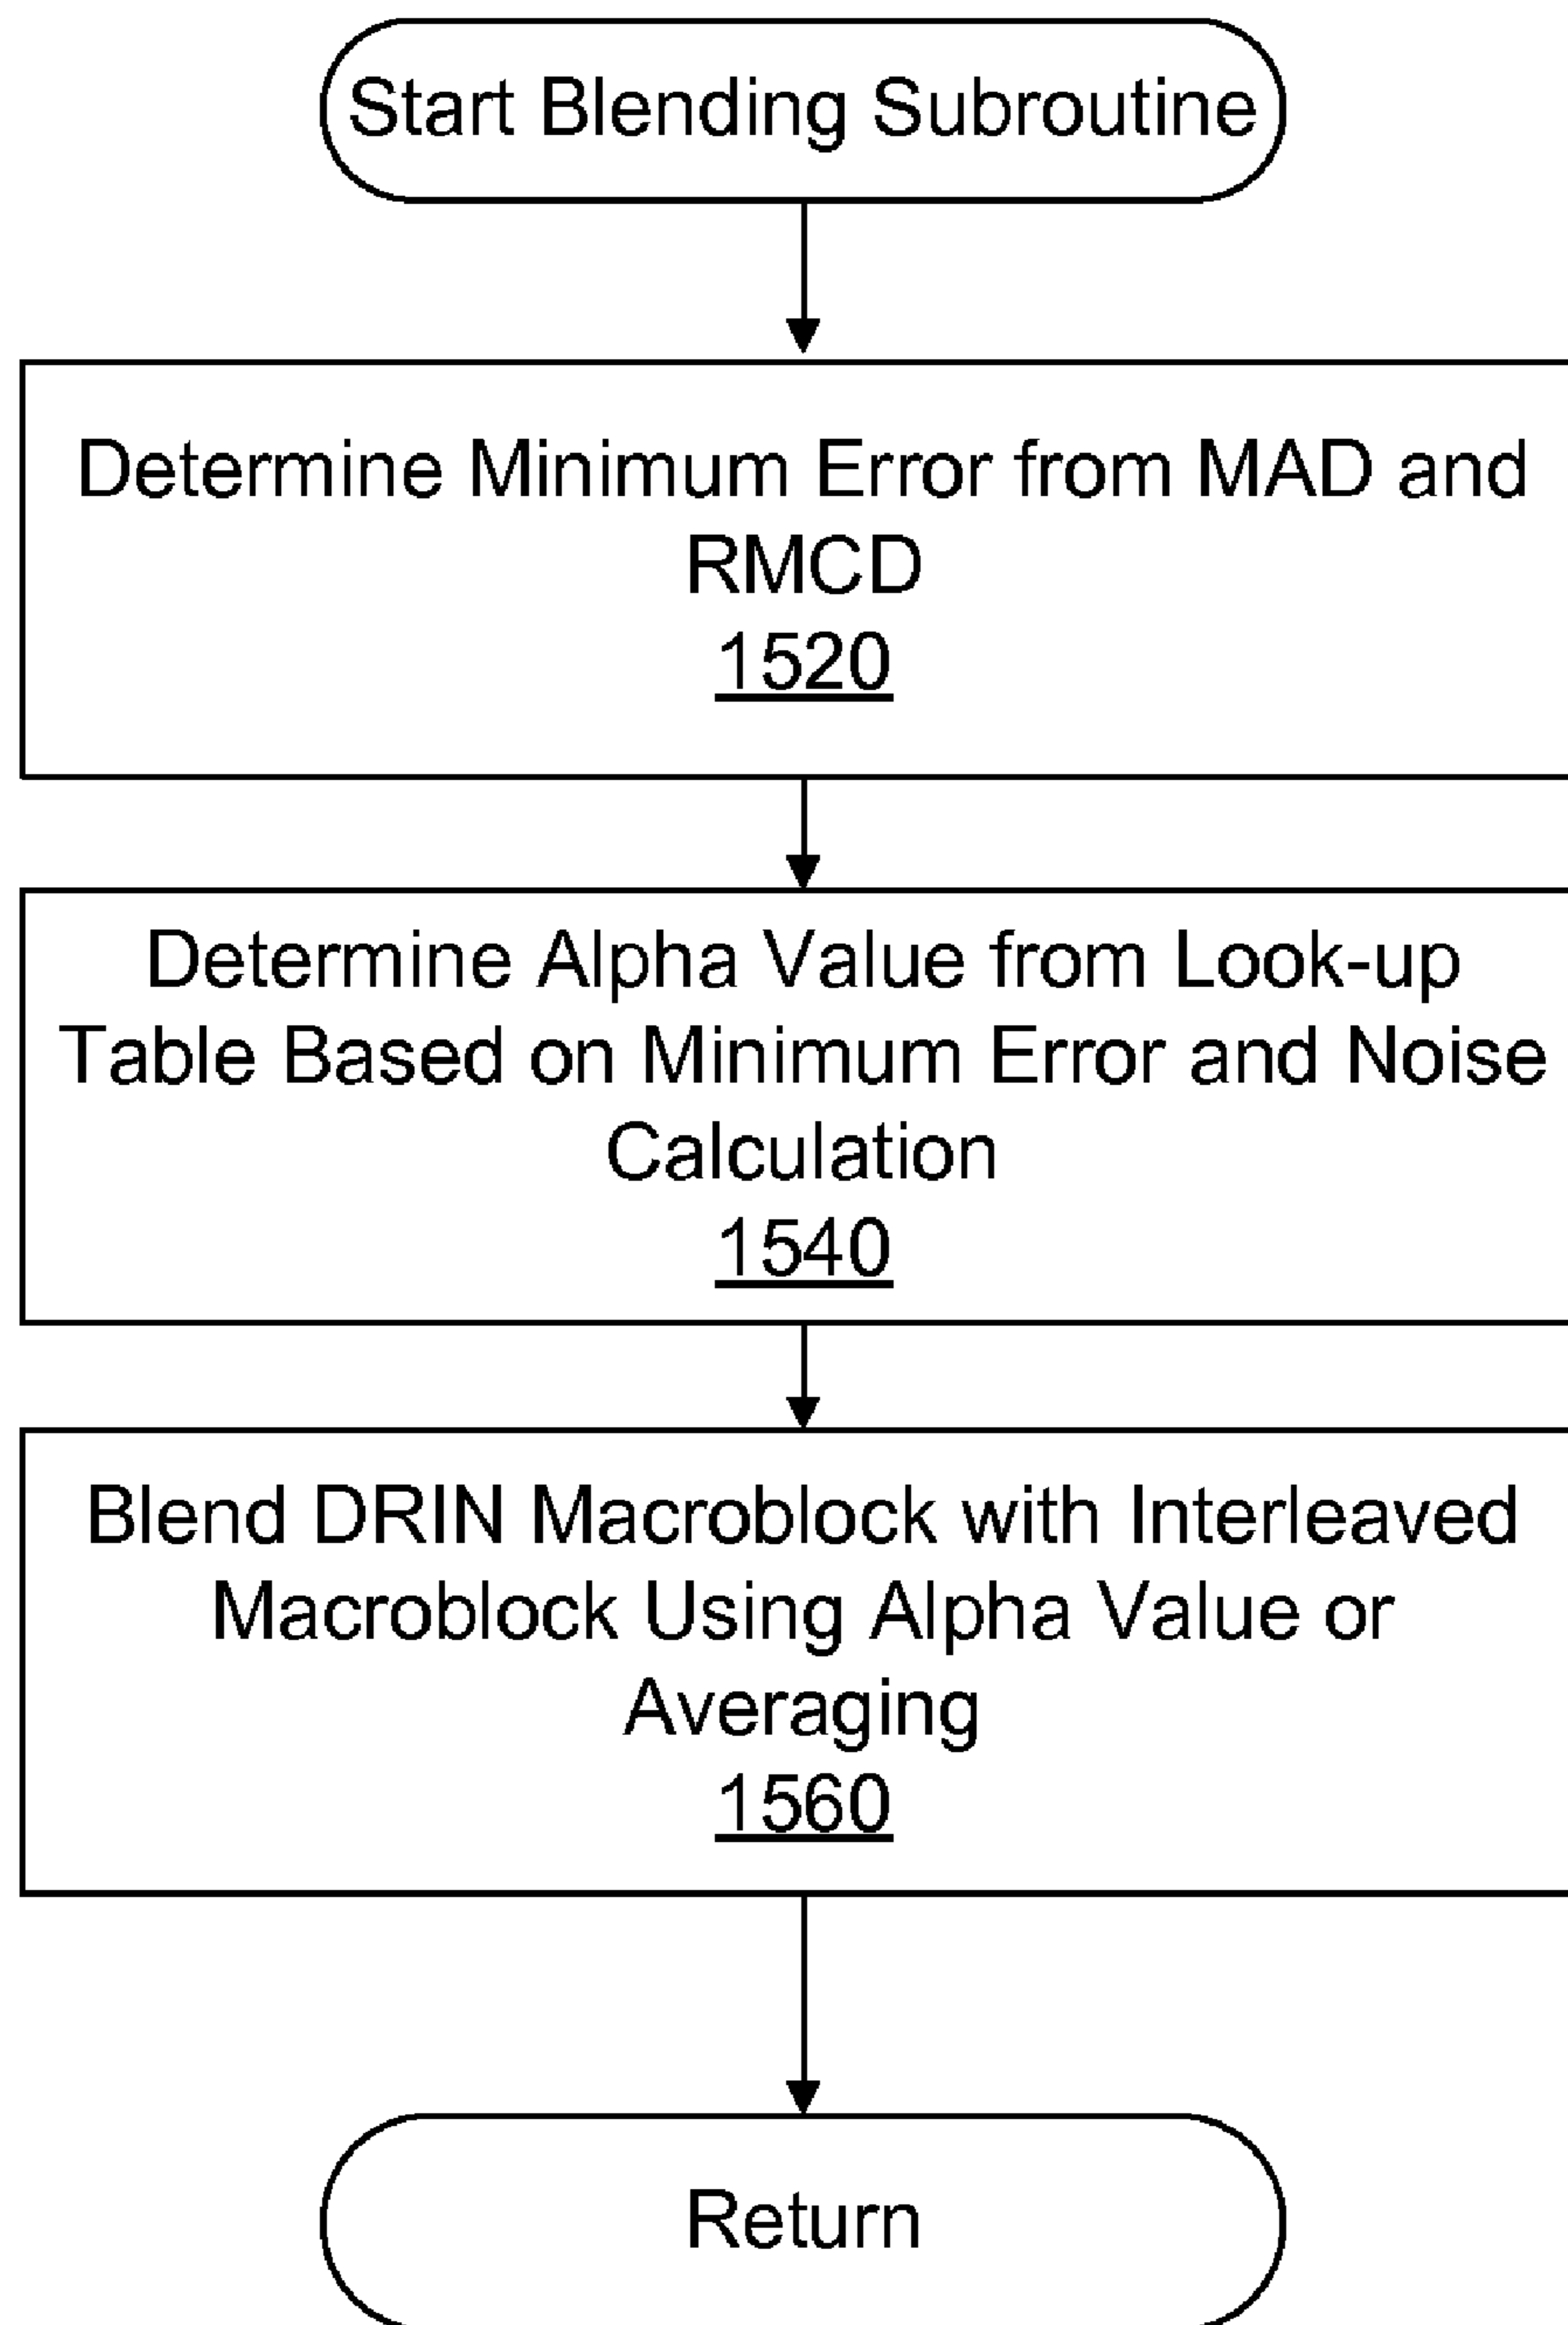 Start Blending Subroutine
Determine Minimum Error from MAD and
RMCD
1520
Determine Alpha Value from Look-up
Table Based on Minimum Error and Noise
Calculation
1540
Blend DRIN Macroblock with Interleaved
Macroblock Using Alpha Value or
Averaging
1560
Return